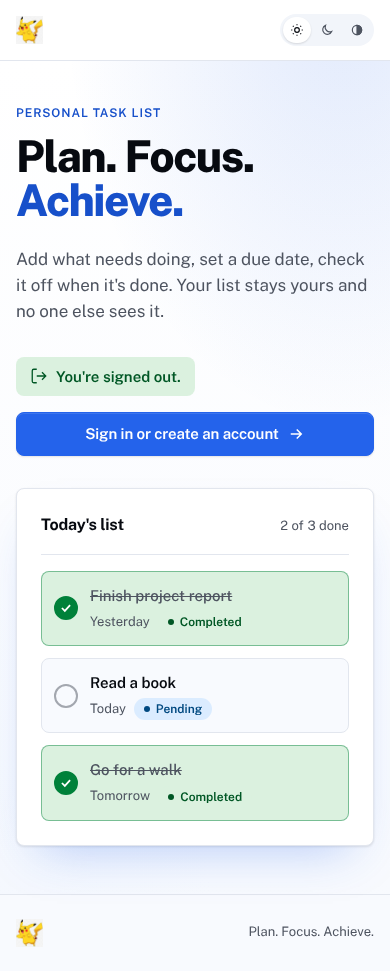 PERSONAL TASK LIST
Plan. Focus.
Achieve.
Add what needs doing, set a due date, check
it off when it's done. Your list stays yours and
no one else sees it.
You're signed out.
Sign in or create an account →
Today's list
2 of 3 done
Finish project report
Yesterday
Completed
Read a book
Today
Pending
Go for a walk
Tomorrow
Completed
Plan. Focus. Achieve.